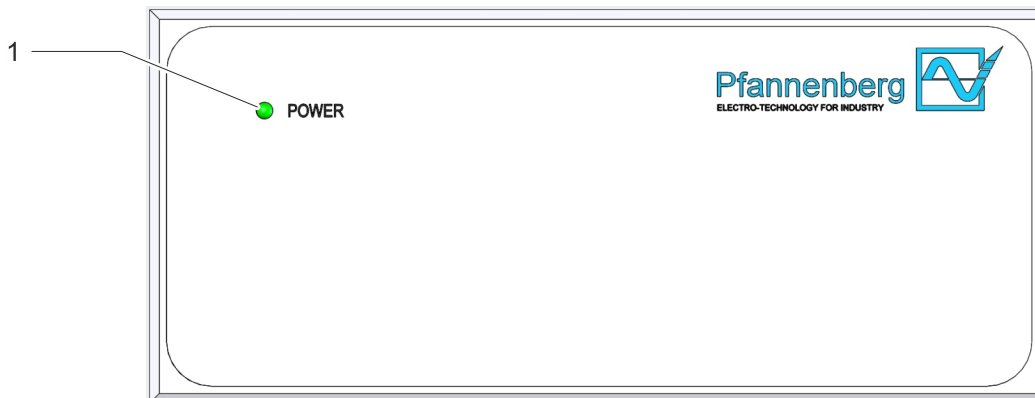 1
POWER
Pfannenberg
ELECTRO-TECHNOLOGY FOR INDUSTRY